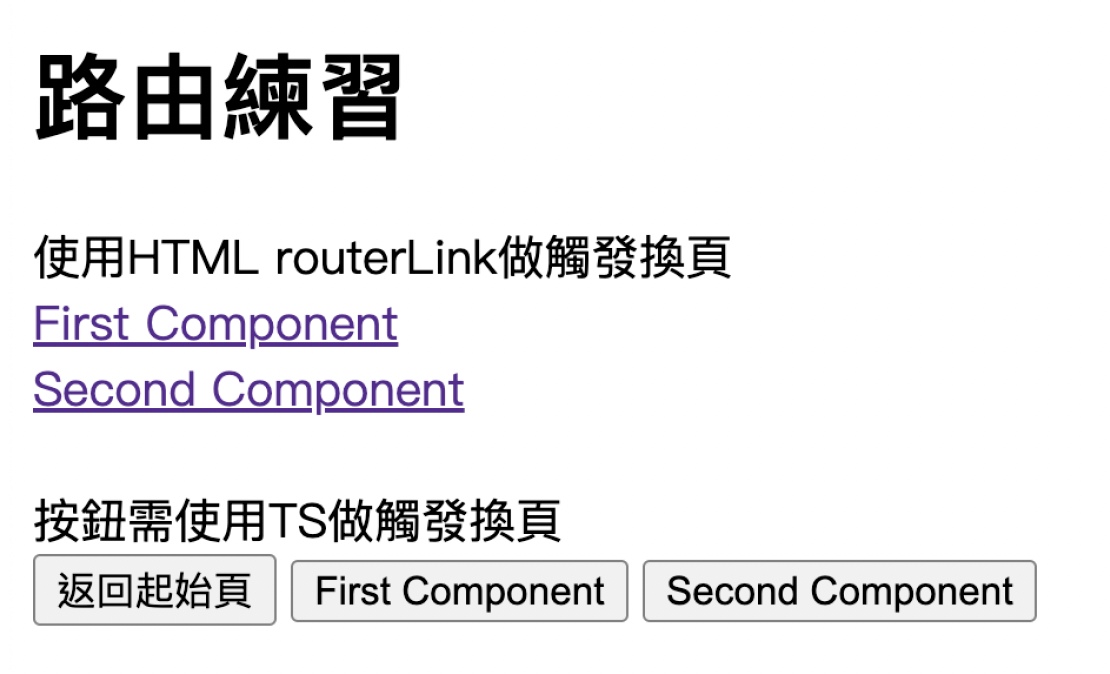 路由練習
使用HTML routerLink做觸發換頁
First Component
Second Component
按鈕需使用TS做觸發換頁
返回起始頁 First Component Second Component